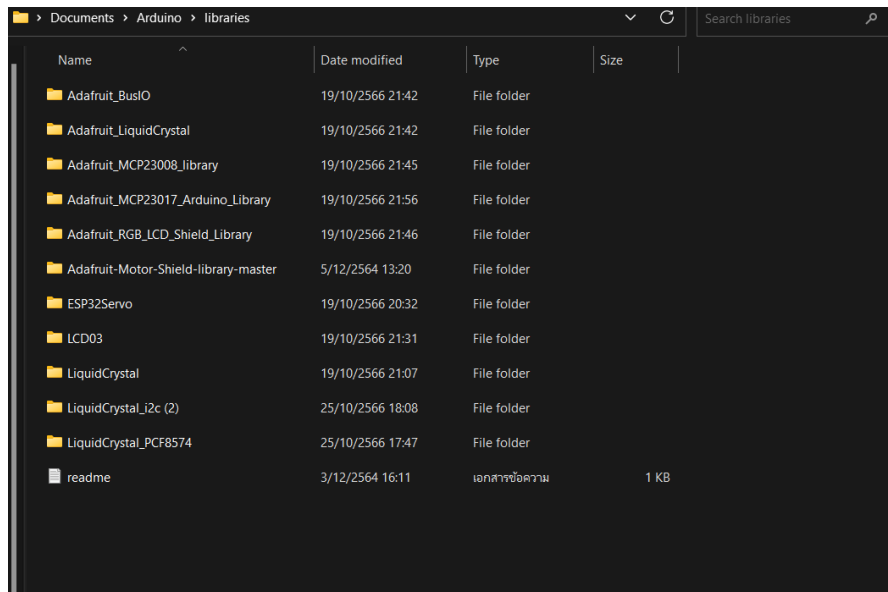 Documents > Arduino > libraries
Search libraries
Name Date modified Type Size
Adafruit_BusIO 19/10/2566 21:42 File folder
Adafruit_LiquidCrystal 19/10/2566 21:42 File folder
Adafruit_MCP23008_library 19/10/2566 21:45 File folder
Adafruit_MCP23017_Arduino_Library 19/10/2566 21:56 File folder
Adafruit_RGB_LCD_Shield_Library 19/10/2566 21:46 File folder
Adafruit-Motor-Shield-library-master 5/12/2564 13:20 File folder
ESP32Servo 19/10/2566 20:32 File folder
LCD03 19/10/2566 21:31 File folder
LiquidCrystal 19/10/2566 21:07 File folder
LiquidCrystal_i2c (2) 25/10/2566 18:08 File folder
LiquidCrystal_PCF8574 25/10/2566 17:47 File folder
readme 3/12/2564 16:11 เอกสารข้อความ 1 KB